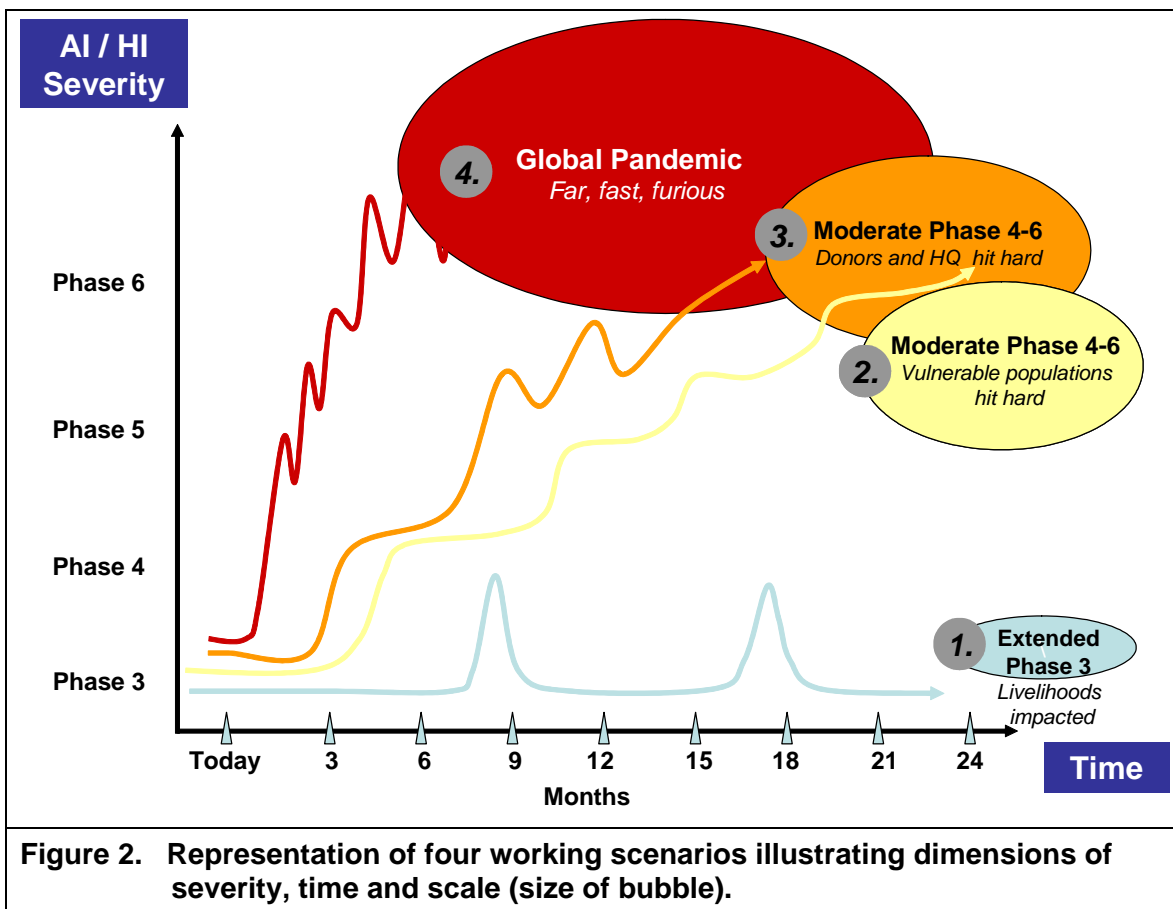 AI / HI
Severity
4.
Global Pandemic
Far, fast, furious
3.
Moderate Phase 4-6
Donors and HQ hit hard
2.
Moderate Phase 4-6
Vulnerable populations
hit hard
1.
Extended
Phase 3
Livelihoods
impacted
Phase 6
Phase 5
Phase 4
Phase 3
Today 3 6 9 12 15 18 21 24
Months
Time
Figure 2. Representation of four working scenarios illustrating dimensions of
severity, time and scale (size of bubble).